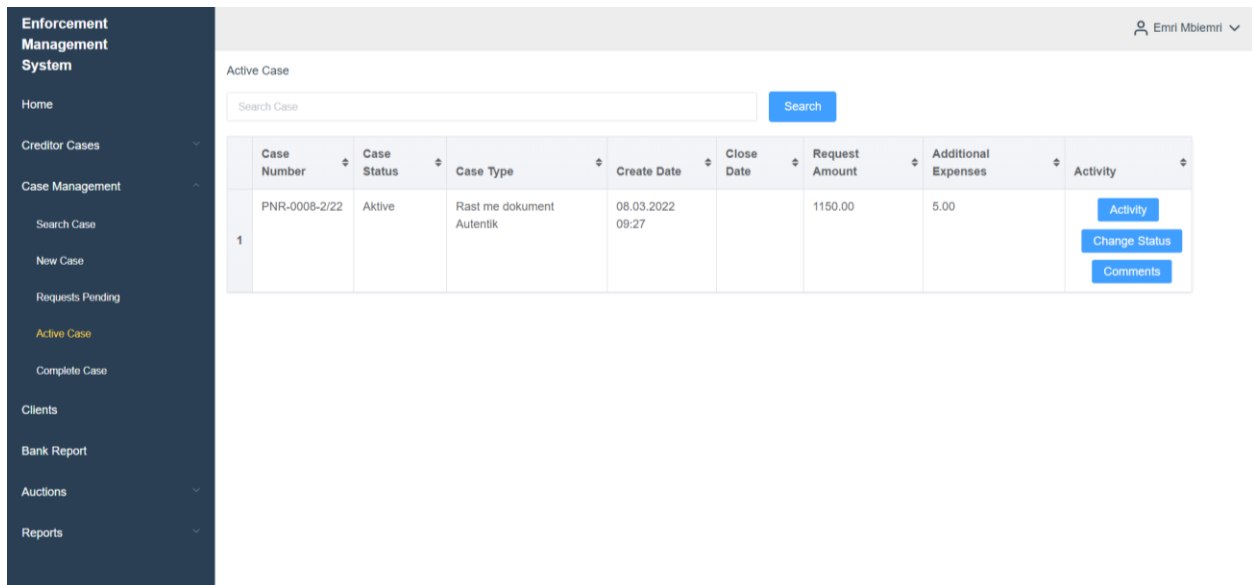 Enforcement
Management
System
Home
Creditor Cases
Case Management
Search Case
New Case
Requests Pending
Active Case
Complete Case
Clients
Bank Report
Auctions
Reports
Emri Mbiemri
Active Case
Search Case
Search
Case Number
Case Status
Case Type
Create Date
Close Date
Request Amount
Additional Expenses
Activity
1
PNR-0008-2/22
Aktive
Rast me dokument
Autentik
08.03.2022
09:27
1150.00
5.00
Activity
Change Status
Comments